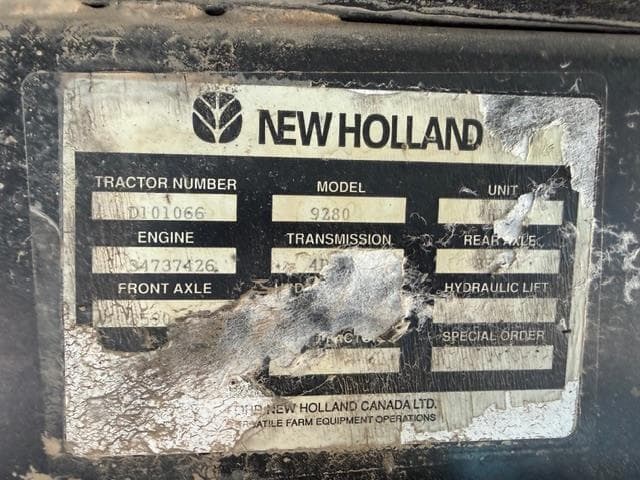 NEW HOLLAND
TRACTOR NUMBER MODEL UNIT
D101066 9280
ENGINE TRANSMISSION REAR AXLE
34737426
FRONT AXLE HYDRAULIC LIFT
SPECIAL ORDER
NEW HOLLAND CANADA LTD.
FARM EQUIPMENT OPERATIONS